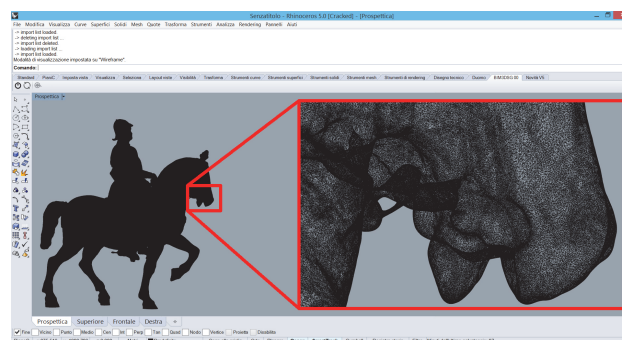 Senzatitolo - Rhinoceros 5.0 [Cracked] - [Prospettica]
File Modifica Visualizza Curve Superfici Solidi Mesh Quote Trasforma Strumenti Analizza Rendering Pannelli Aiuti
-> import list loaded.
-> deleting import list ...
-> import list deleted.
-> loading import list ...
-> import list loaded.
Modalità di visualizzazione impostata su "Wireframe".
Comando:
Standard PianiC Imposta vista Visualizza Seleziona Layout vista Visibilità Trasforma Strumenti curve Strumenti superfici Strumenti solidi Strumenti mesh Strumenti di rendering Disegno tecnico Novità V5
Prospettica
Prospettica Superiore Frontale Destra
Fine Vicino Punto Medio Cen Int Perp Tan Quad Nodo Vertice Proietta Disabilita